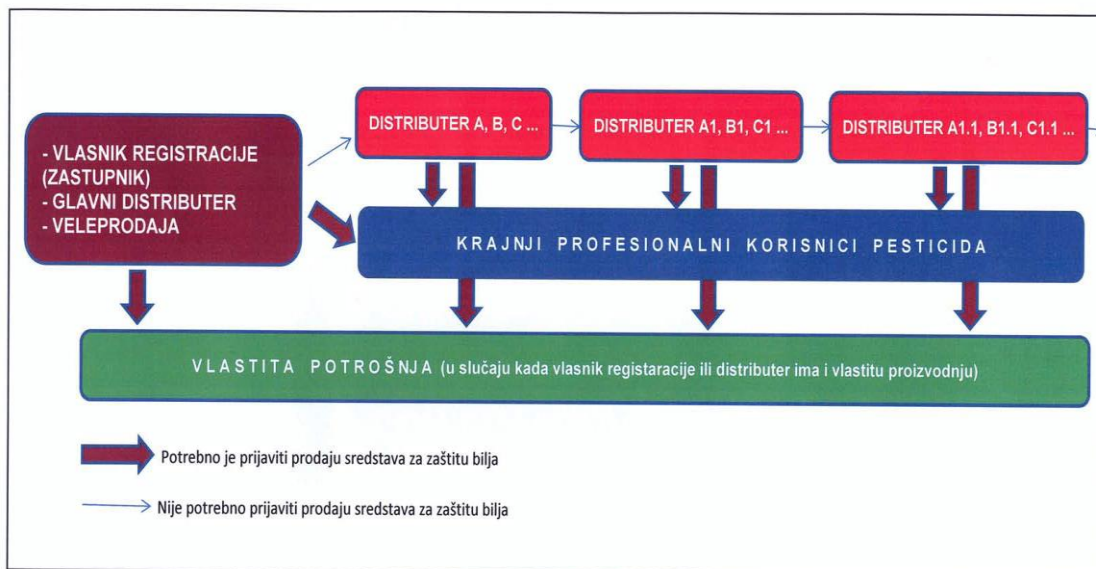 DISTRIBUTER A, B, C ...
DISTRIBUTER A1, B1, C1 ...
DISTRIBUTER A1.1, B1.1, C1.1 ...
- VLASNIK REGISTRACIJE
(ZASTUPNIK)
- GLAVNI DISTRIBUTER
- VELEPRODAJA
KRAJNJI PROFESIONALNI KORISNICI PESTICIDA
VLASTITA POTROŠNJA (u slučaju kada vlasnik registaracije ili distributer ima i vlastitu proizvodnju)
Potrebno je prijaviti prodaju sredstava za zaštitu bilja
Nije potrebno prijaviti prodaju sredstava za zaštitu bilja